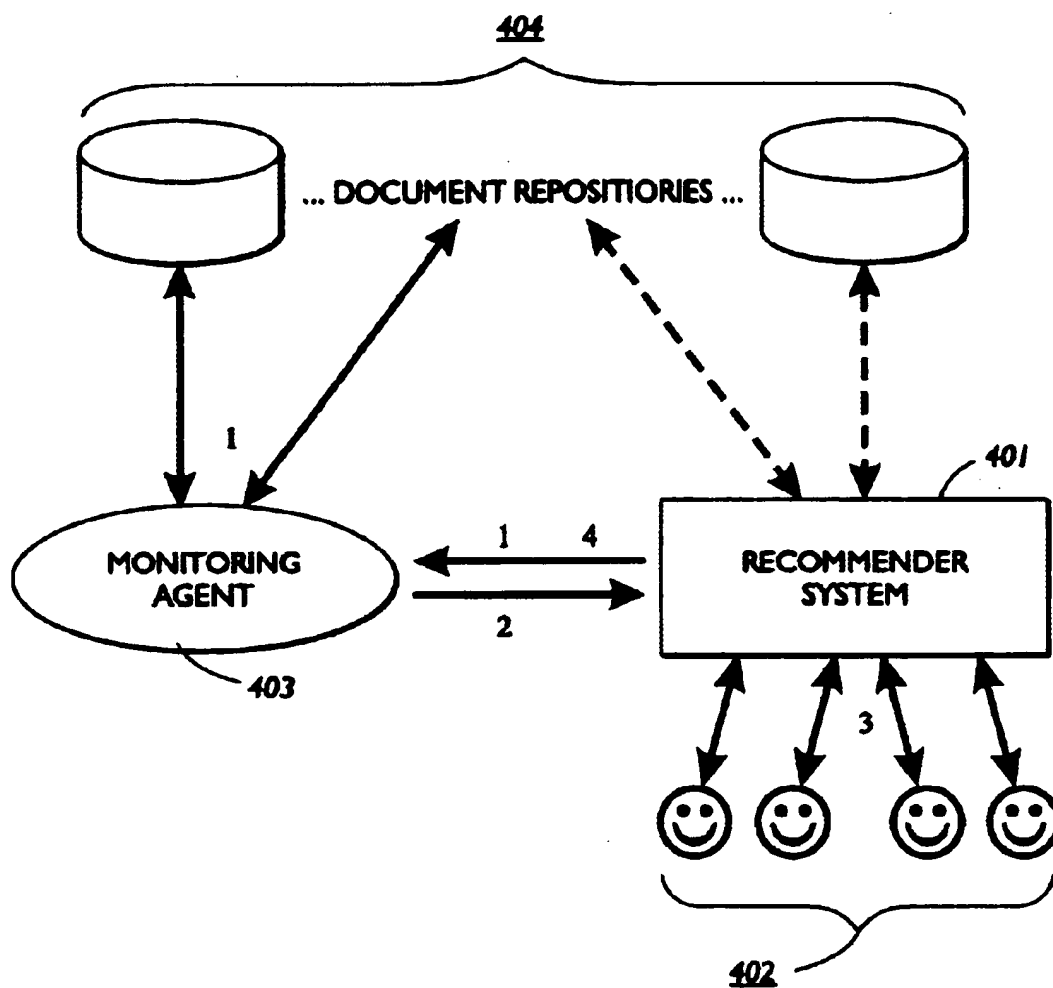 404
... DOCUMENT REPOSITIORIES ...
1
401
MONITORING
AGENT
1 4
2
RECOMMENDER
SYSTEM
403
3
402